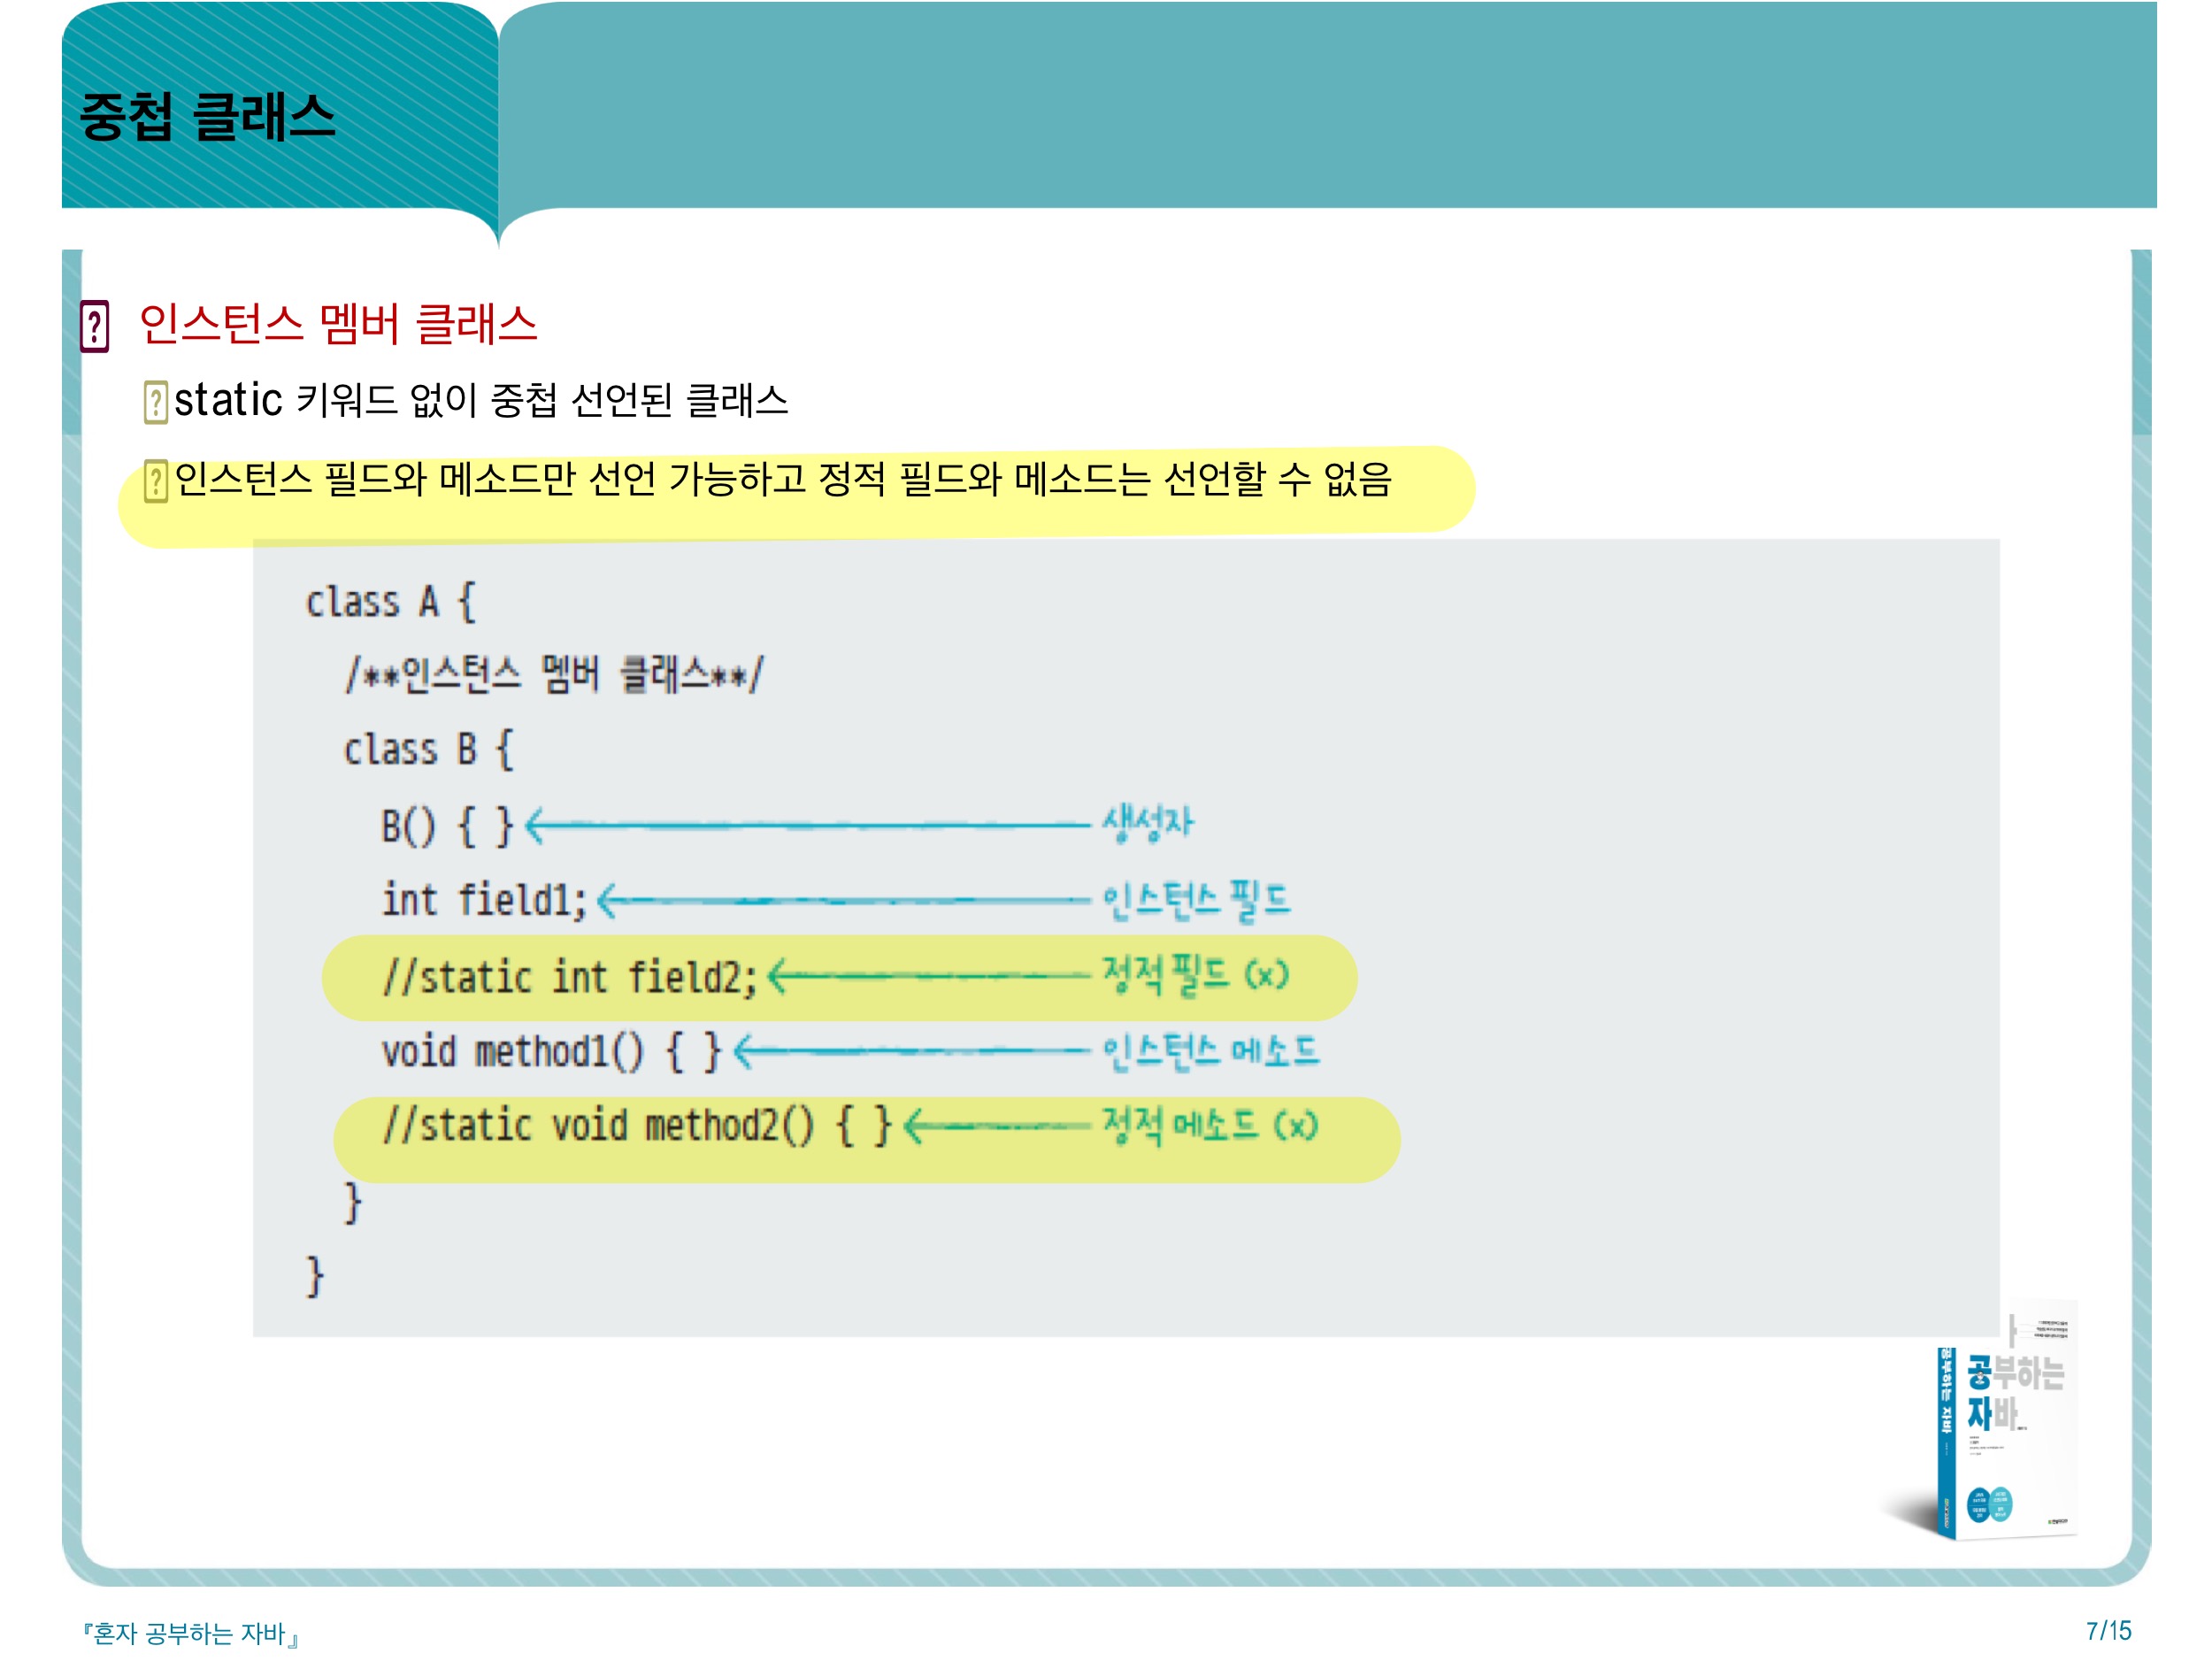 중첩 클래스
인스턴스 멤버 클래스
static 키워드 없이 중첩 선언된 클래스
인스턴스 필드와 메소드만 선언 가능하고 정적 필드와 메소드는 선언할 수 없음
class A {
/**인스턴스 멤버 클래스**/
class B {
B() { } 생성자
int field1; 인스턴스 필드
//static int field2; 정적 필드 (x)
void method1() { } 인스턴스 메소드
//static void method2() { } 정적 메소드 (x)
}
}
공부하는
자바
공부하는 자바
『혼자 공부하는 자바』
7/15